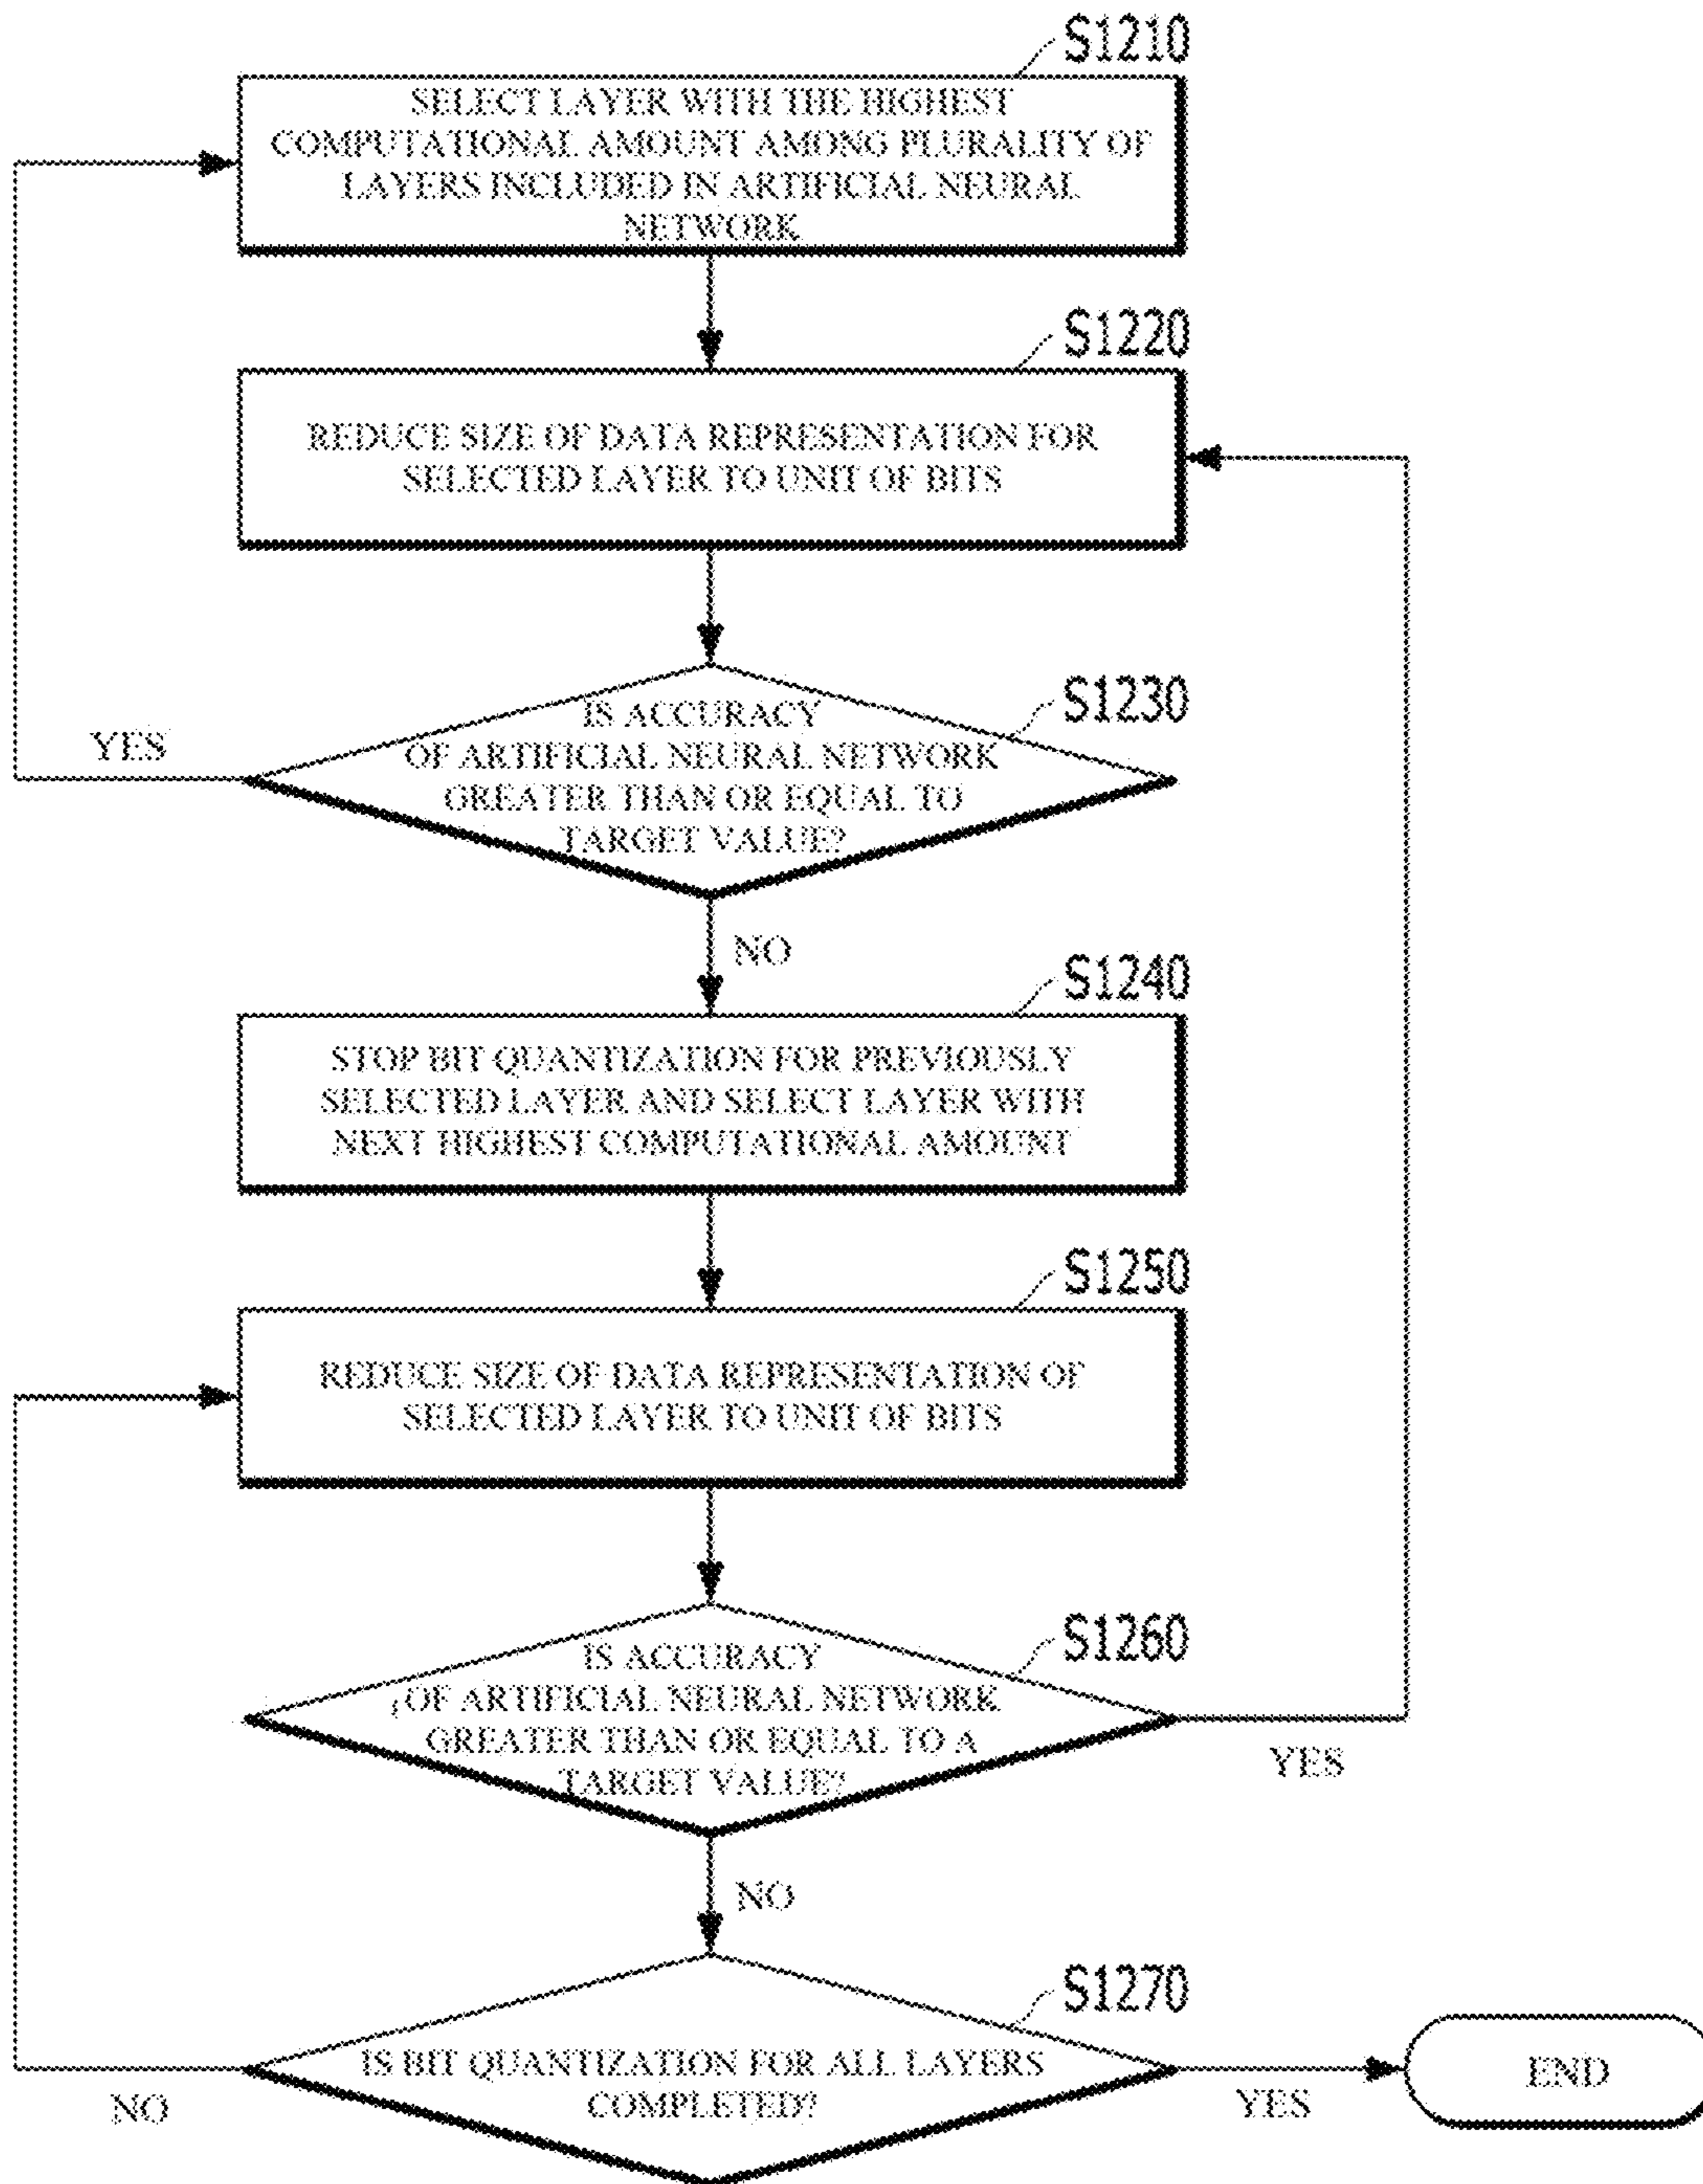 S1210
SELECT LAYER WITH THE HIGHEST
COMPUTATIONAL AMOUNT AMONG PLURALITY OF
LAYERS INCLUDED IN ARTIFICIAL NEURAL
NETWORK
S1220
REDUCE SIZE OF DATA REPRESENTATION FOR
SELECTED LAYER TO UNIT OF BITS
S1230
IS ACCURACY
OF ARTIFICIAL NEURAL NETWORK
GREATER THAN OR EQUAL TO
TARGET VALUE?
YES
NO
S1240
STOP BIT QUANTIZATION FOR PREVIOUSLY
SELECTED LAYER AND SELECT LAYER WITH
NEXT HIGHEST COMPUTATIONAL AMOUNT
S1250
REDUCE SIZE OF DATA REPRESENTATION OF
SELECTED LAYER TO UNIT OF BITS
S1260
IS ACCURACY
OF ARTIFICIAL NEURAL NETWORK
GREATER THAN OR EQUAL TO A
TARGET VALUE?
YES
NO
S1270
IS BIT QUANTIZATION FOR ALL LAYERS
COMPLETED?
NO
YES
END